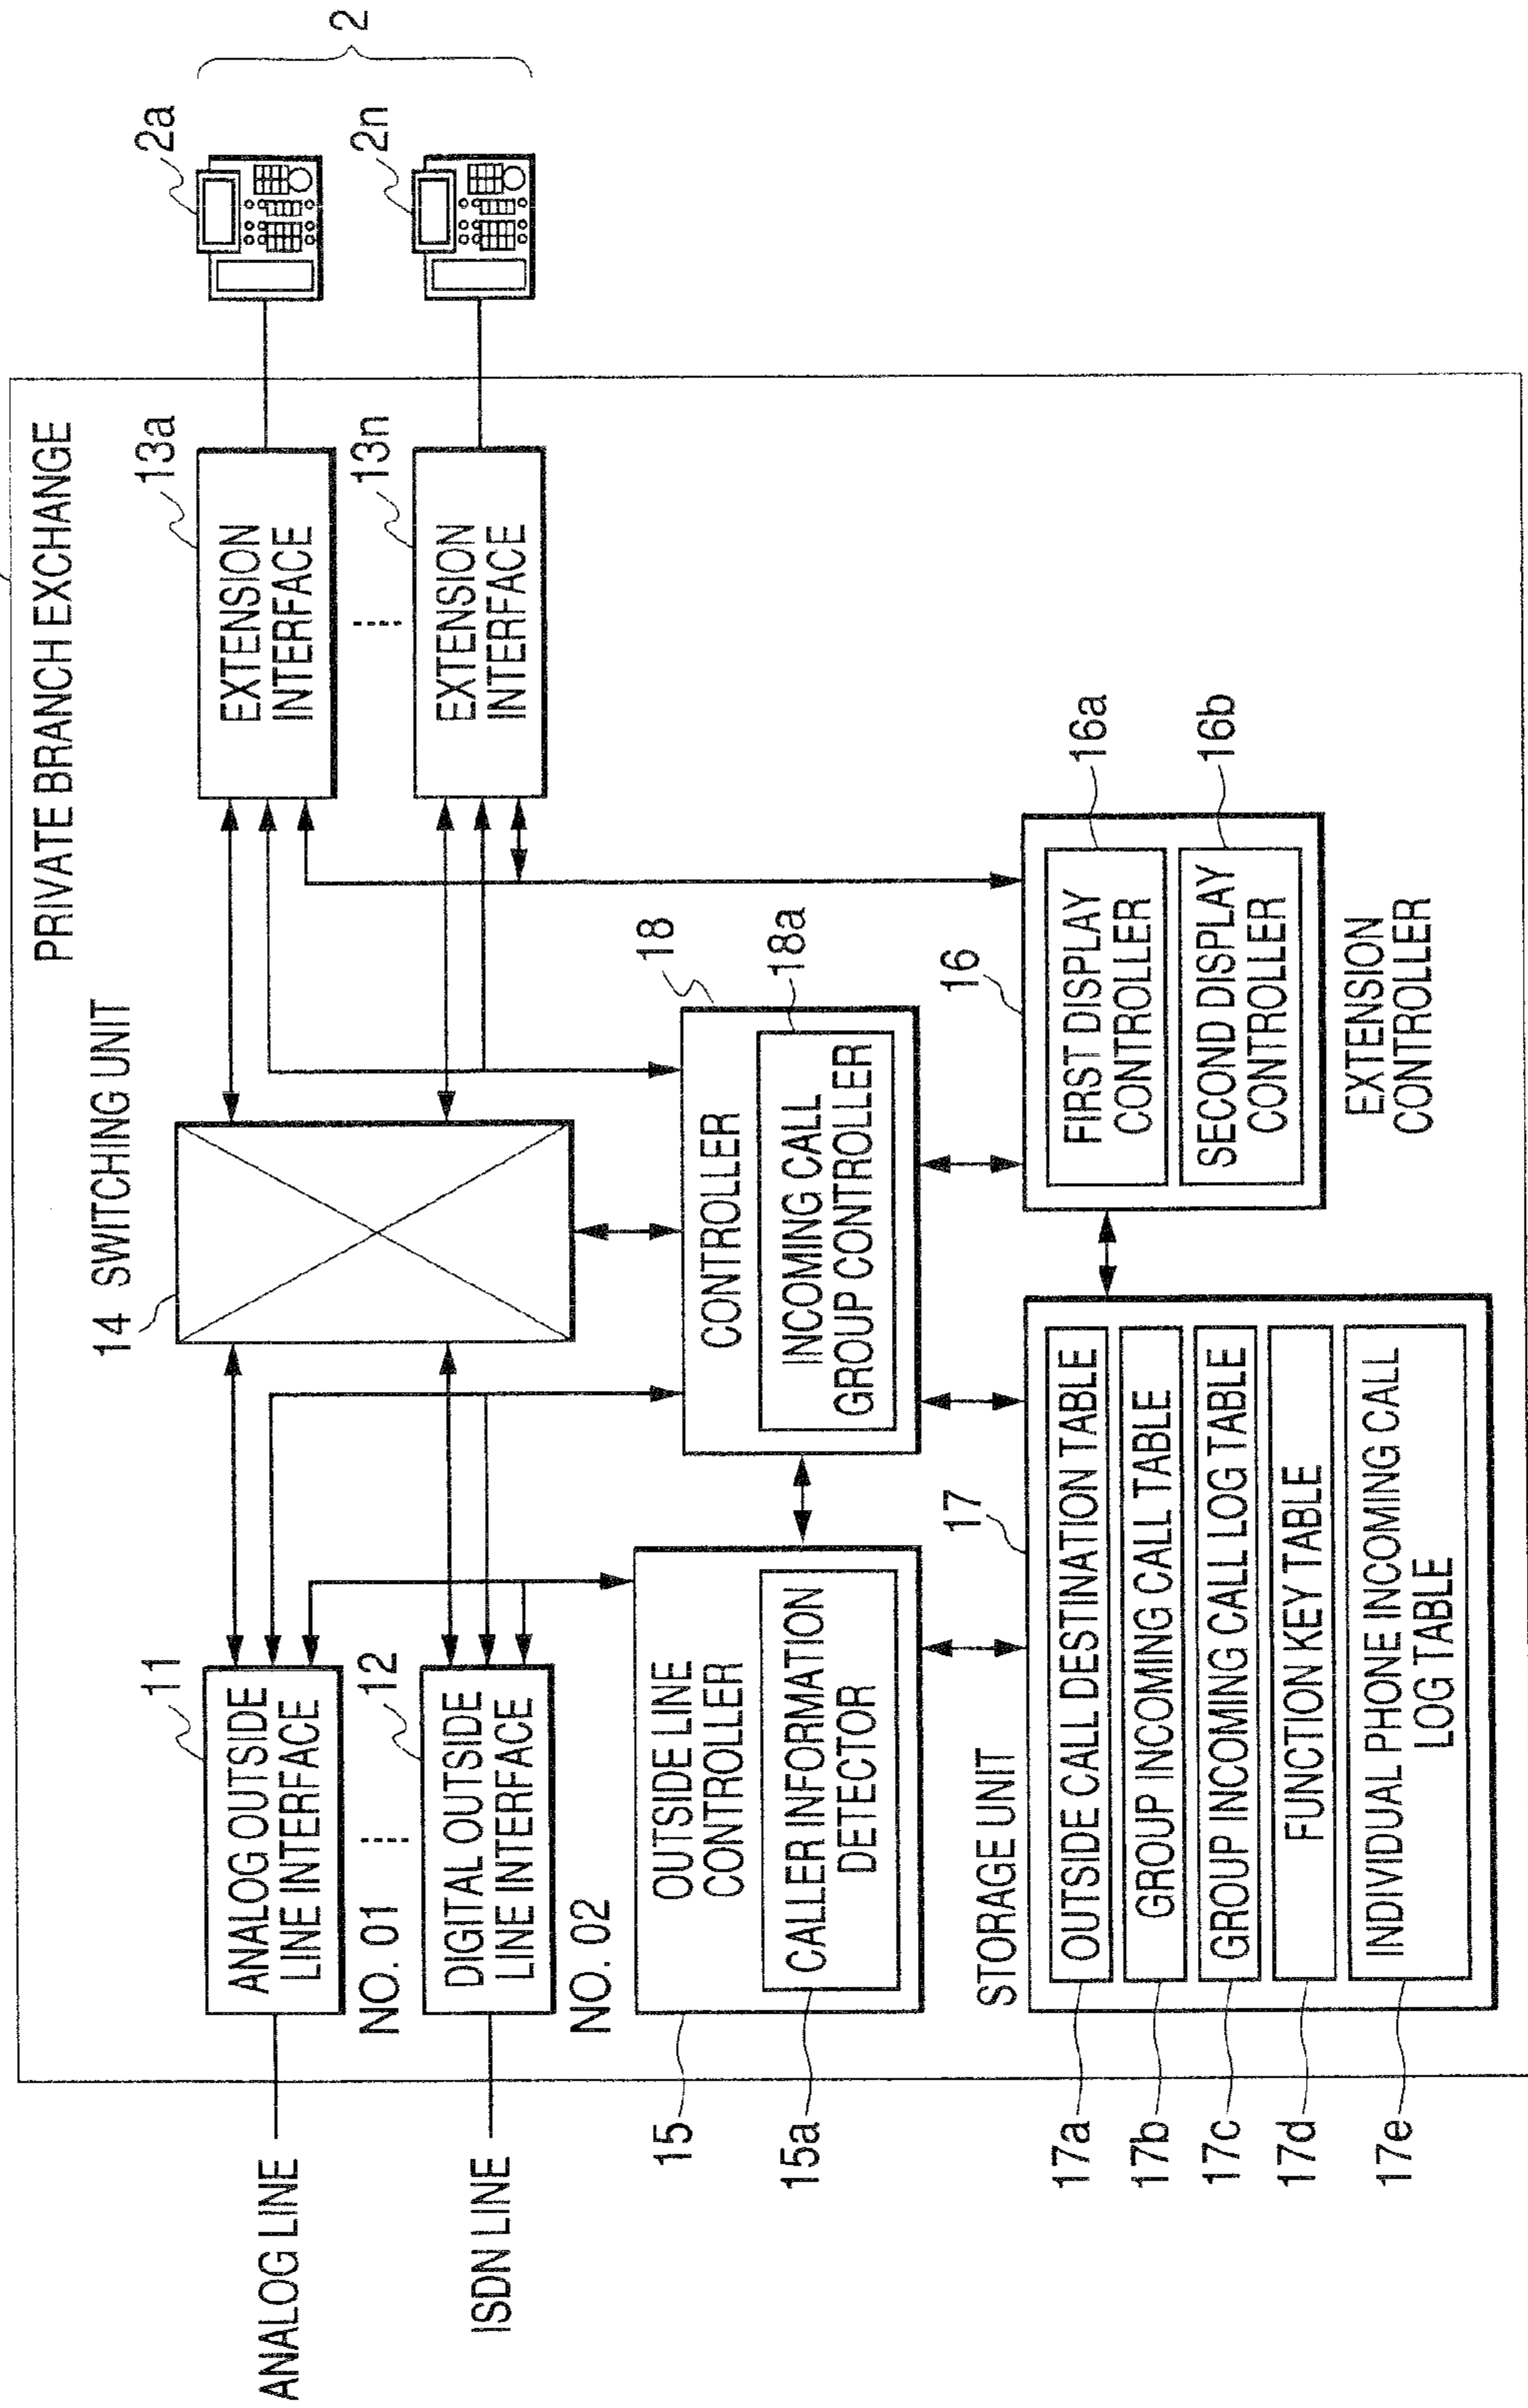 PRIVATE BRANCH EXCHANGE
14 SWITCHING UNIT
ANALOG LINE
11
ANALOG OUTSIDE
LINE INTERFACE
NO. 01
ISDN LINE
12
DIGITAL OUTSIDE
LINE INTERFACE
NO. 02
13a
EXTENSION
INTERFACE
13n
EXTENSION
INTERFACE
2a
2n
2
15
OUTSIDE LINE
CONTROLLER
15a
CALLER INFORMATION
DETECTOR
18
CONTROLLER
18a
INCOMING CALL
GROUP CONTROLLER
16
16a
FIRST DISPLAY
CONTROLLER
16b
SECOND DISPLAY
CONTROLLER
EXTENSION
CONTROLLER
STORAGE UNIT
17
17a
OUTSIDE CALL DESTINATION TABLE
17b
GROUP INCOMING CALL TABLE
17c
GROUP INCOMING CALL LOG TABLE
17d
FUNCTION KEY TABLE
17e
INDIVIDUAL PHONE INCOMING CALL
LOG TABLE